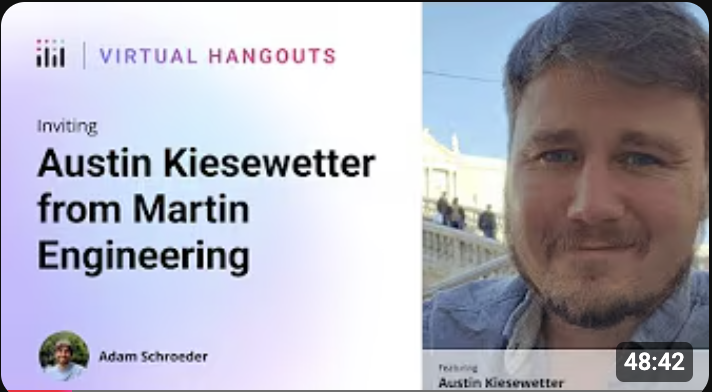 VIRTUAL HANGOUTS
Inviting
Austin Kiesewetter
from Martin
Engineering
Adam Schroeder
Featuring
Austin Kiesewetter
48:42